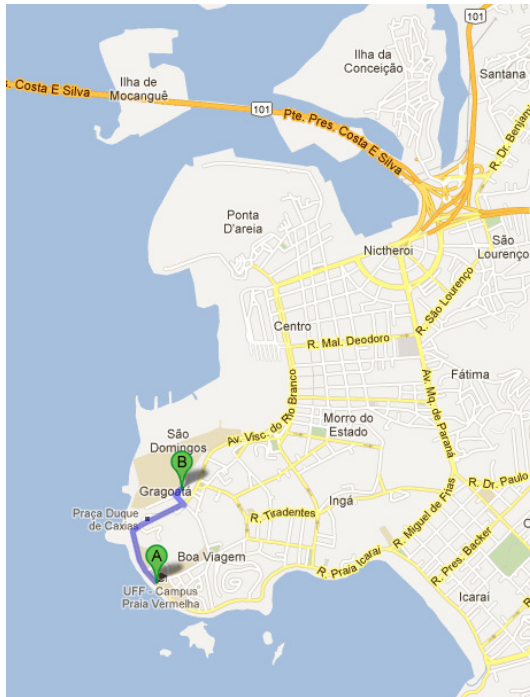 101
Ilha da
Conceição
Santana
Ilha de
Mocanguê
s. Costa E Silva
101
Pte. Pres. Costa E Silva
R. Dr. Benjam
Ponta
D'areia
Nictheroi
São
Lourenço
R. São Lourenço
Centro
R. Mal. Deodoro
Fátima
Av. Visc. do Rio Branco
Av. Mq. de Paraná
Morro do
Estado
São
Domingos
B
Gragoatá
R. Dr. Paulo
Ingá
Praça Duque
de Caxias
R. Tiradentes
R. Miguel de Frias
A
Boa Viagem
R. Praia Icaraí
R. Pres. Backer
UFF - Campus
Praia Vermelha
Icaraí